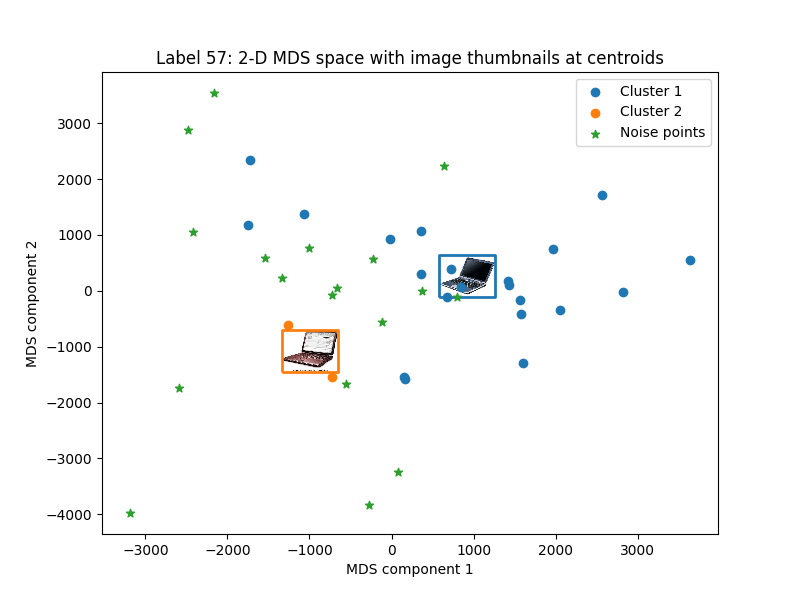 Label 57: 2-D MDS space with image thumbnails at centroids
Cluster 1
Cluster 2
Noise points
MDS component 2
3000
2000
1000
0
−1000
−2000
−3000
−4000
−3000 −2000 −1000 0 1000 2000 3000
MDS component 1